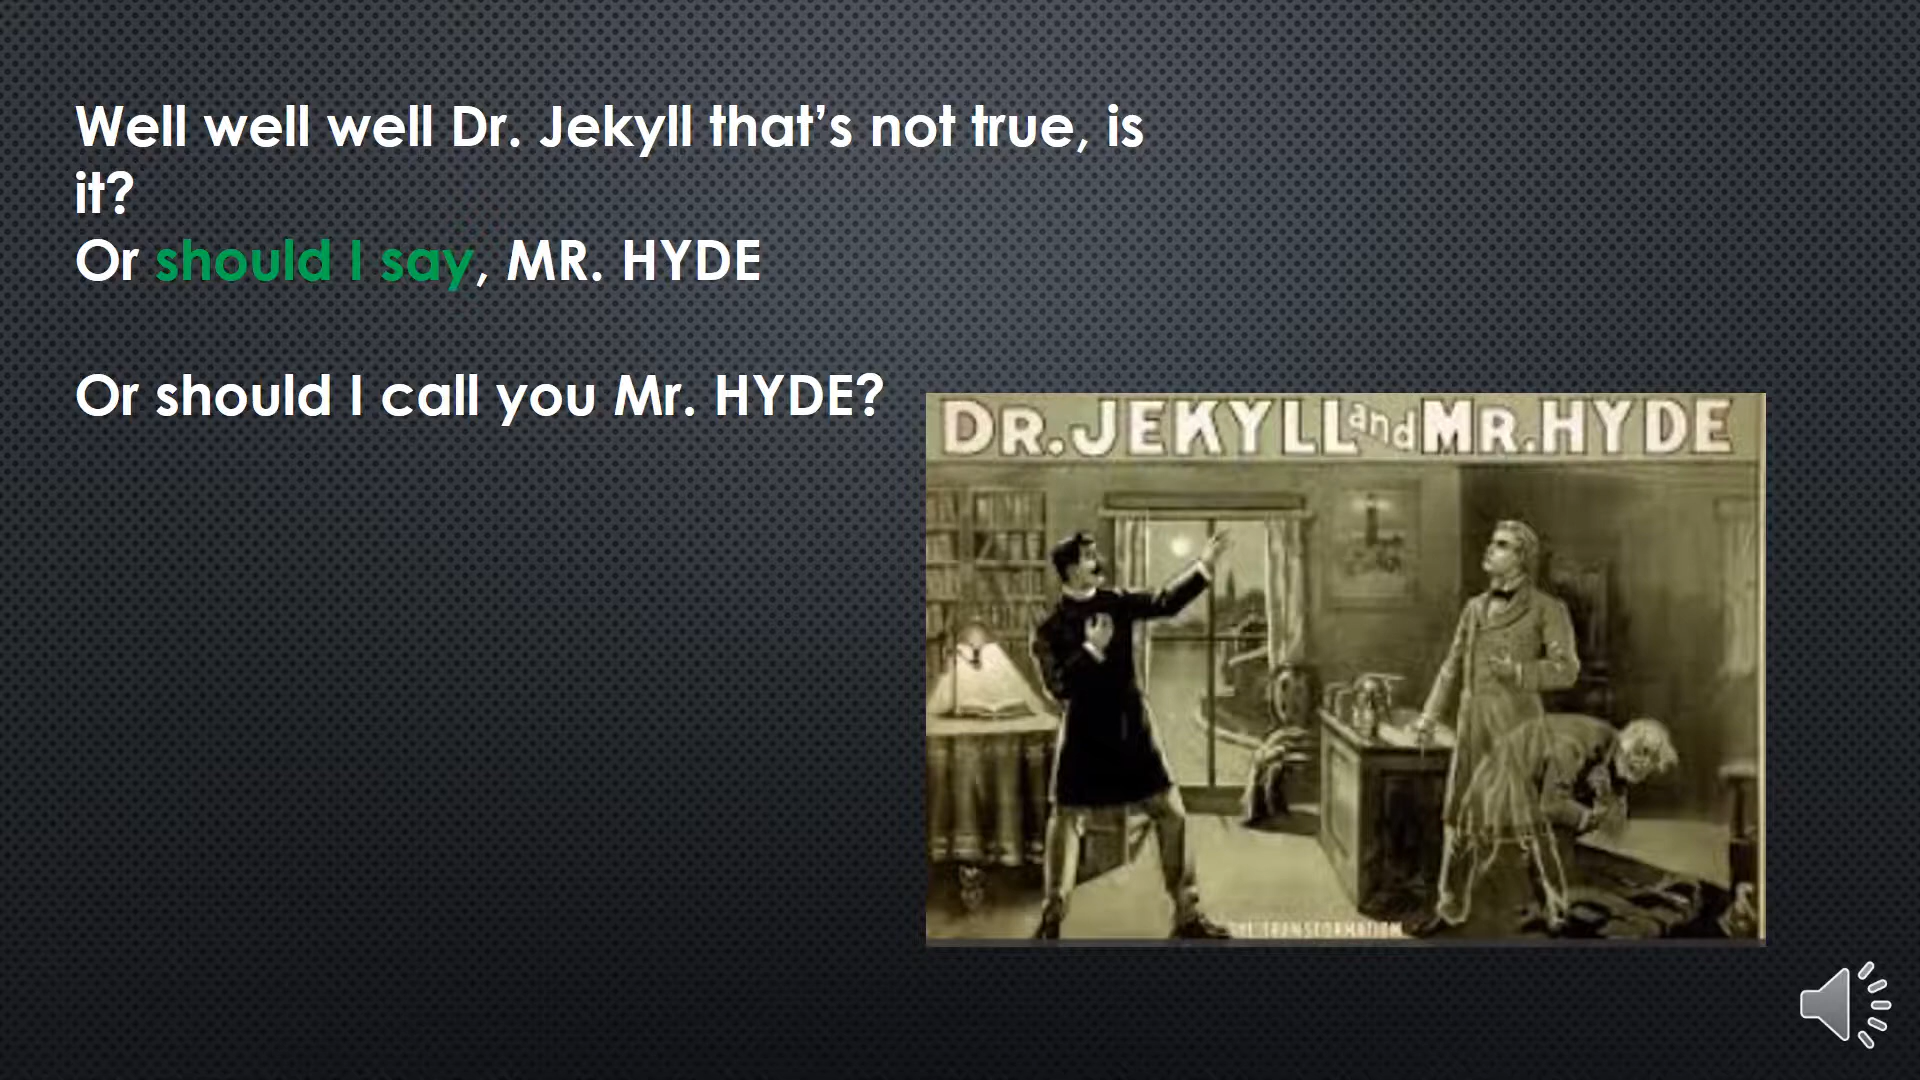 Well well well Dr. Jekyll that’s not true, is
it?
Or should I say, MR. HYDE
Or should I call you Mr. HYDE?
DR. JEKYLL and MR. HYDE
TRANSFORMATION